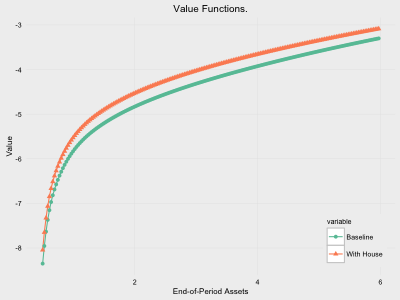 Value Functions.
-3
-4
-5
-6
-7
-8
Value
2
4
6
End-of-Period Assets
variable
Baseline
With House